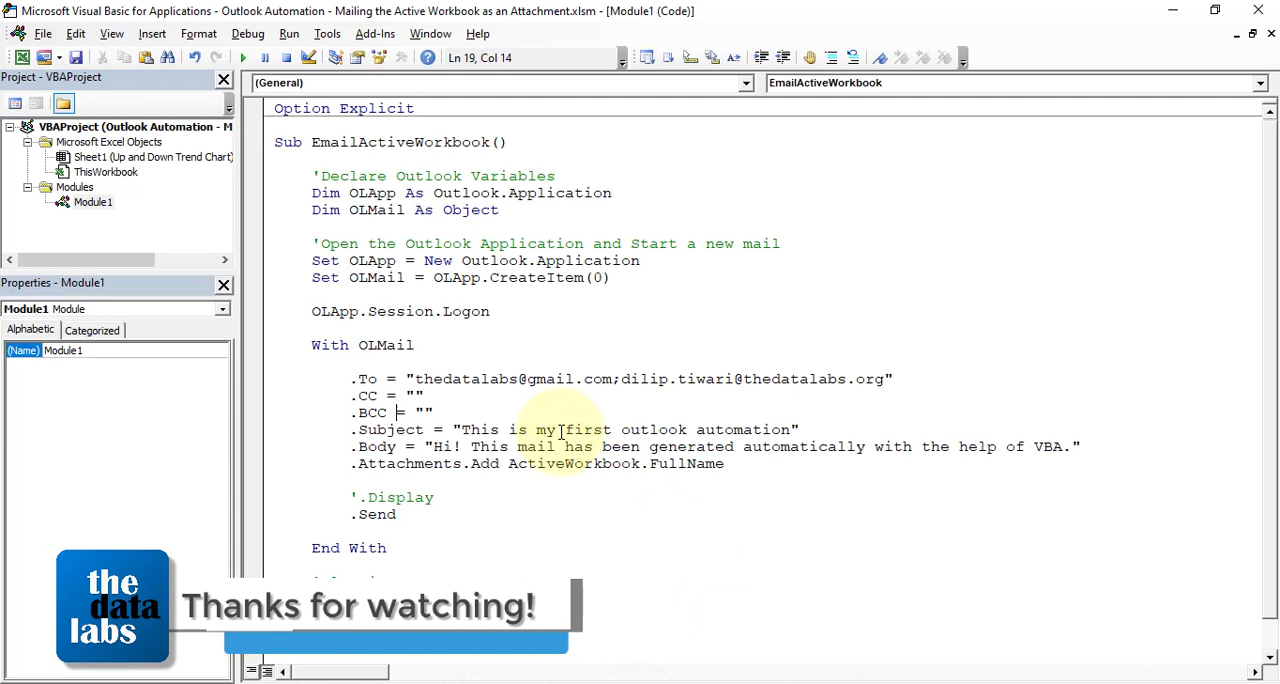 Microsoft Visual Basic for Applications - Outlook Automation - Mailing the Active Workbook as an Attachment.xlsm - [Module1 (Code)]
File Edit View Insert Format Debug Run Tools Add-Ins Window Help
Ln 19, Col 14
Project - VBAProject
(General) EmailActiveWorkbook
VBAProject (Outlook Automation - M
Microsoft Excel Objects
Sheet1 (Up and Down Trend Chart)
ThisWorkbook
Modules
Module1
Properties - Module1
Module1 Module
Alphabetic Categorized
(Name) Module1
Option Explicit
Sub EmailActiveWorkbook()
'Declare Outlook Variables
Dim OLApp As Outlook.Application
Dim OLMail As Object
'Open the Outlook Application and Start a new mail
Set OLApp = New Outlook.Application
Set OLMail = OLApp.CreateItem(0)
OLApp.Session.Logon
With OLMail
.To = "thedatalabs@gmail.com;dilip.tiwari@thedatalabs.org"
.CC = ""
.BCC = ""
.Subject = "This is my first outlook automation"
.Body = "Hi! This mail has been generated automatically with the help of VBA."
.Attachments.Add ActiveWorkbook.FullName
'.Display
.Send
End With
the
data
labs
Thanks for watching!